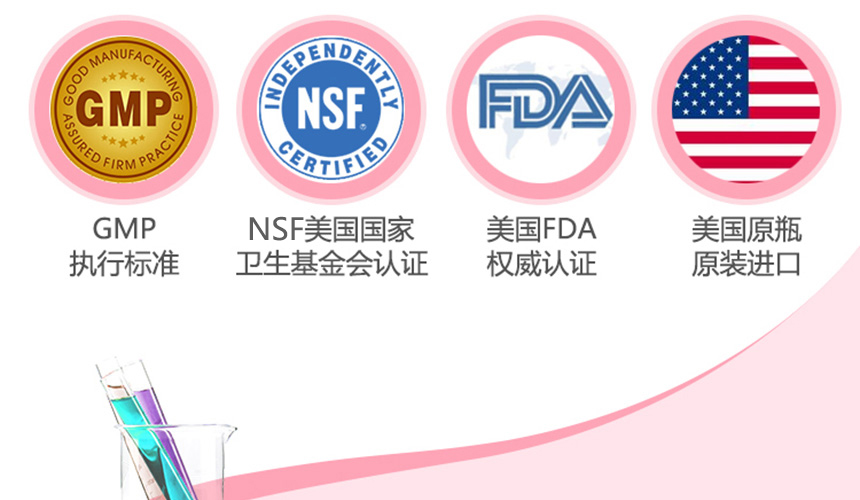 GOOD MANUFACTURING
GMP
ASSURED FIRM PRACTICE
INDEPENDENTLY
NSF
®
CERTIFIED
FDA
GMP
执行标准
NSF美国国家
卫生基金会认证
美国FDA
权威认证
美国原瓶
原装进口